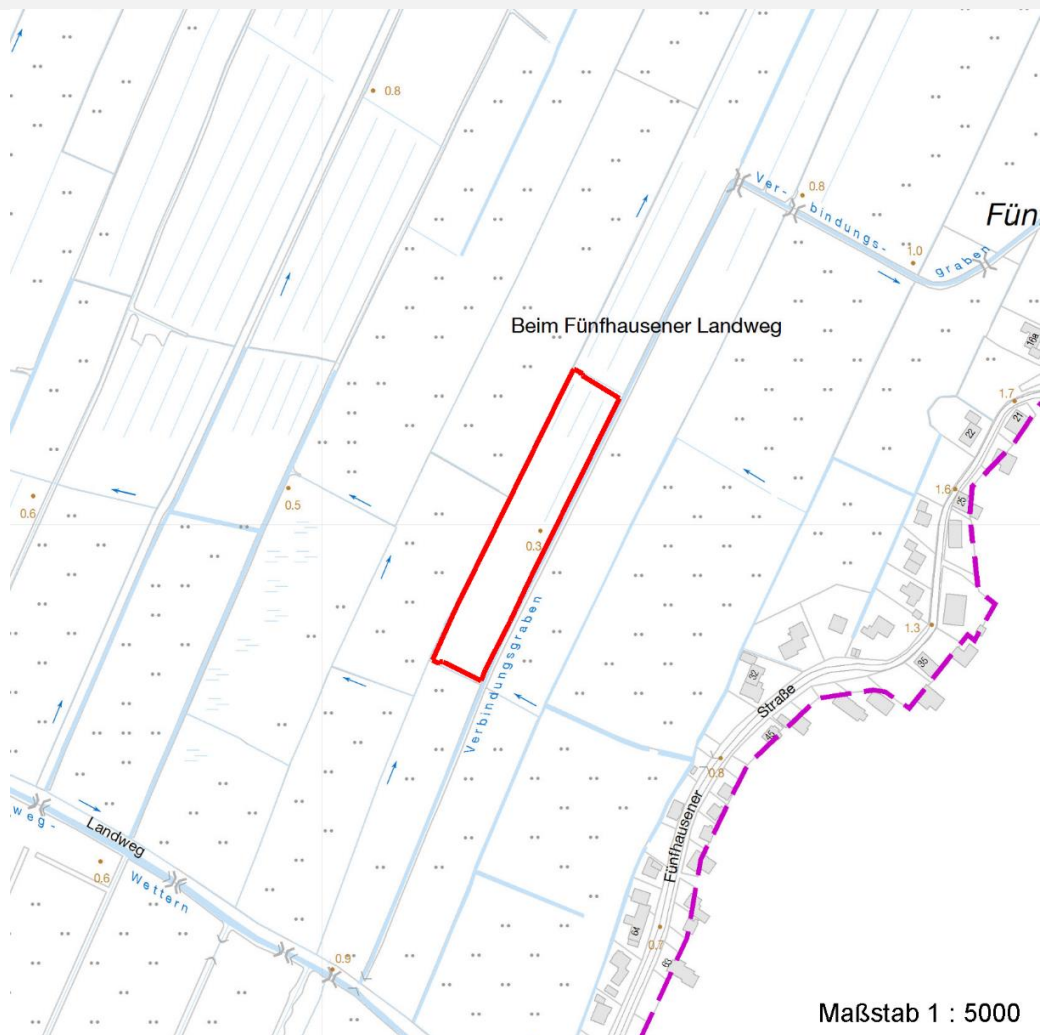 0.8
0.8
Ver-
bindungs-
graben
Fün
1.0
Beim Fünfhausener Landweg
16a
1.7
21
22
1.6
25
0.6
0.5
0.3
Verbindungsgraben
1.3
35
32
Straße
45
0.8
Fünfhausener
weg-
Landweg
Wettern
0.6
0.9
64
0.7
63
Maßstab 1 : 5000